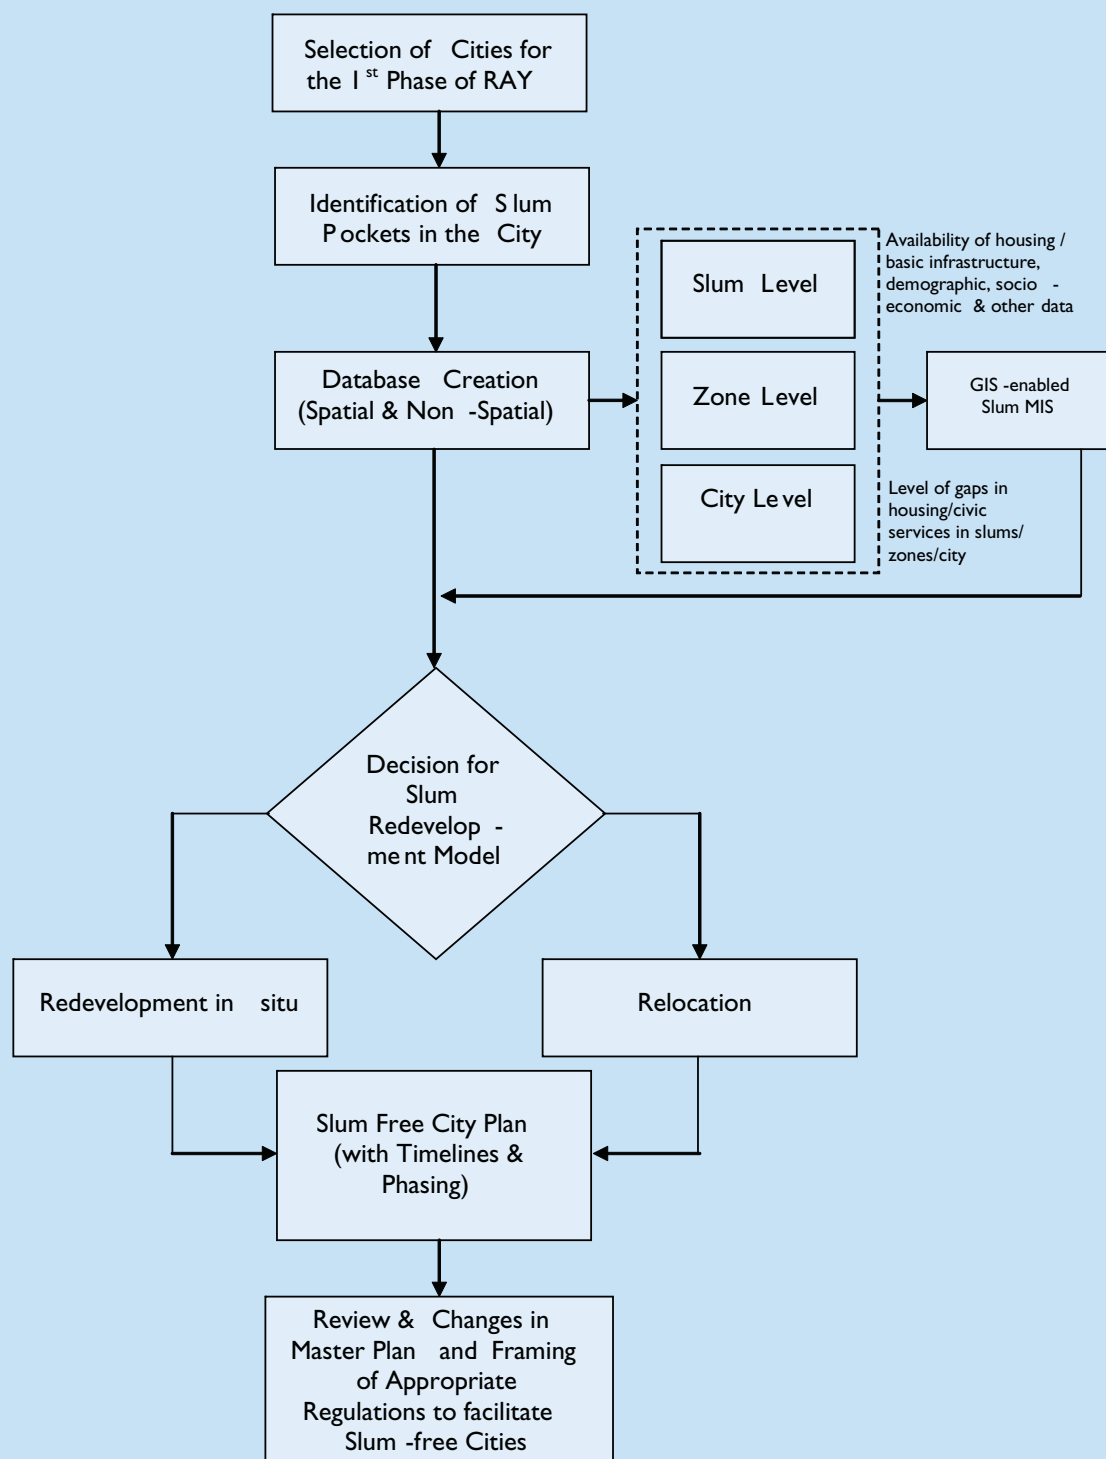 Selection of Cities for
the 1st Phase of RAY
Identification of Slum
Pockets in the City
Database Creation
(Spatial & Non-Spatial)
Slum Level
Zone Level
City Level
Availability of housing /
basic infrastructure,
demographic, socio -
economic & other data
GIS -enabled
Slum MIS
Level of gaps in
housing/civic
services in slums/
zones/city
Decision for
Slum
Redevelop -
ment Model
Redevelopment in situ
Relocation
Slum Free City Plan
(with Timelines &
Phasing)
Review & Changes in
Master Plan and Framing
of Appropriate
Regulations to facilitate
Slum -free Cities